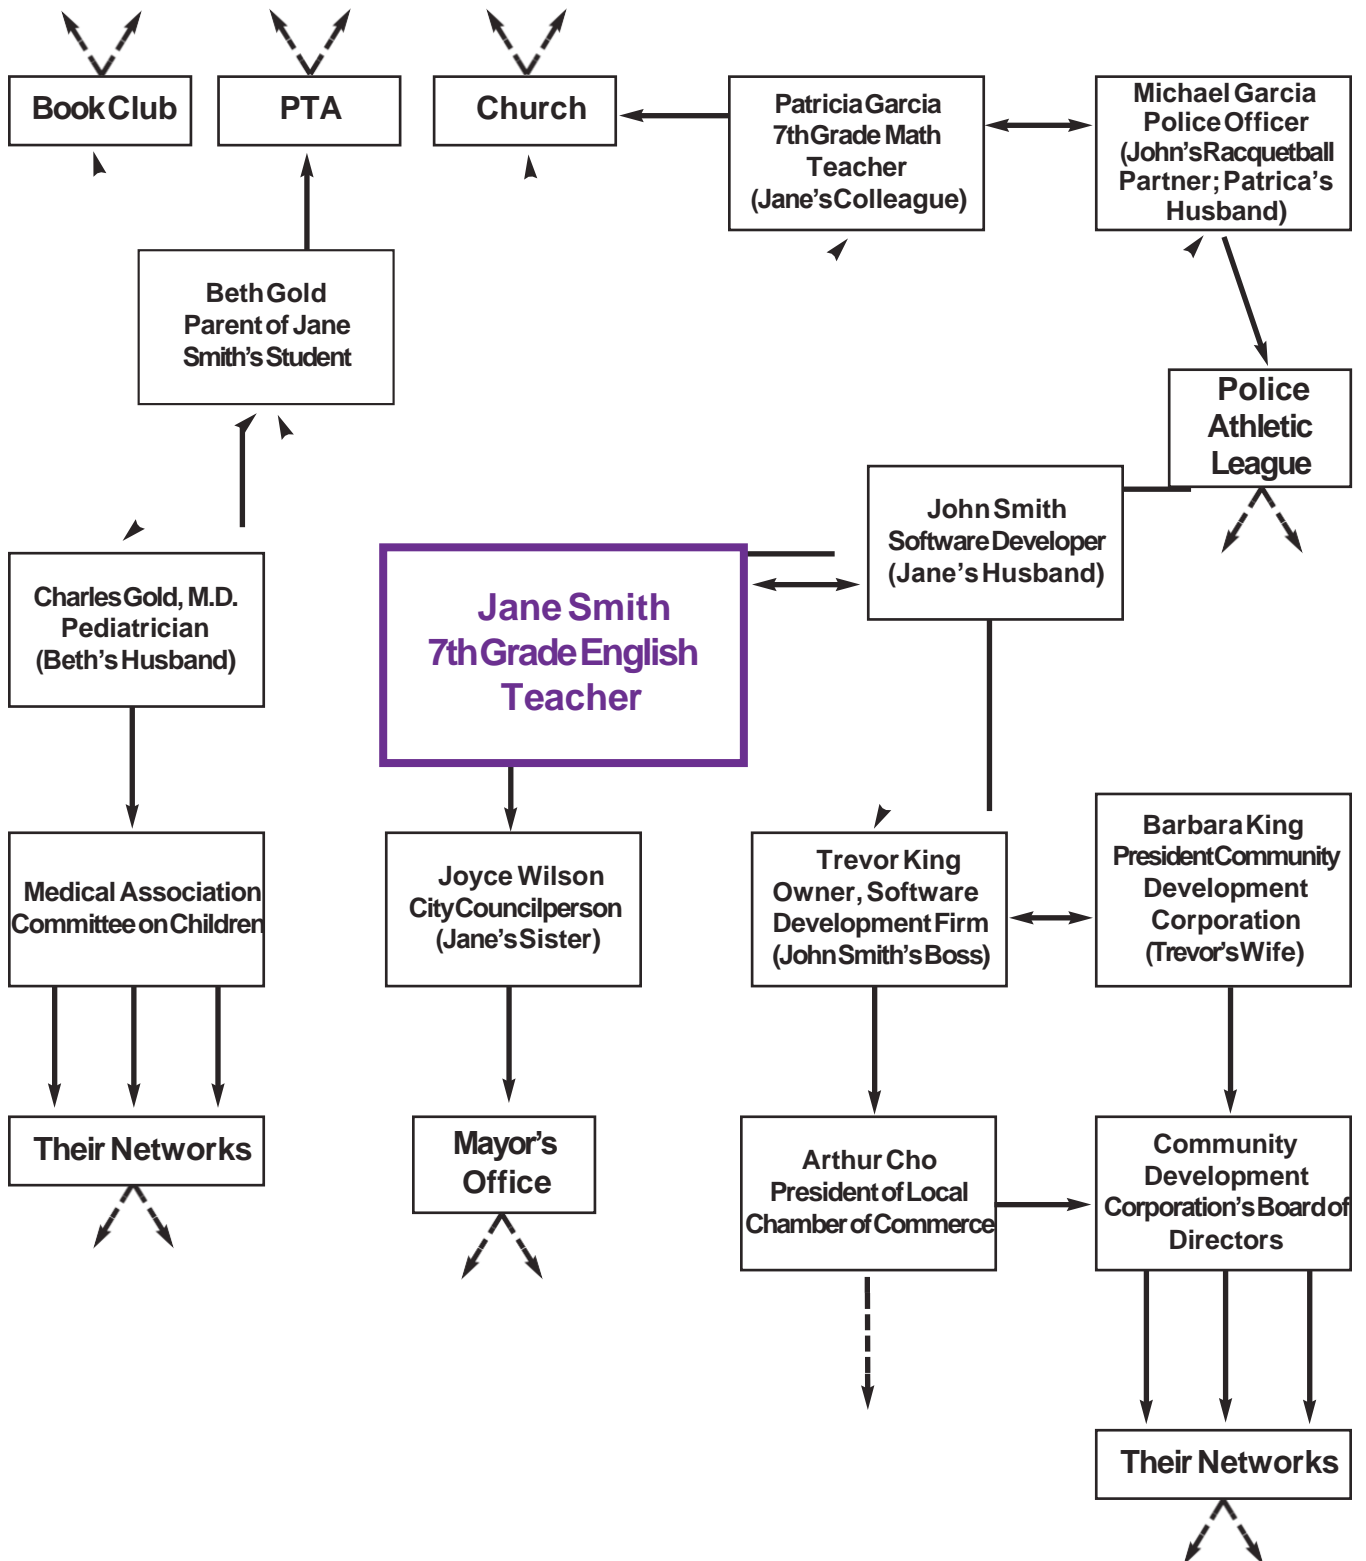 Book Club
PTA
Church
Patricia Garcia
7th Grade Math
Teacher
(Jane's Colleague)
Michael Garcia
Police Officer
(John's Racquetball
Partner; Patrica's
Husband)
Beth Gold
Parent of Jane
Smith's Student
Police
Athletic
League
John Smith
Software Developer
(Jane's Husband)
Charles Gold, M.D.
Pediatrician
(Beth's Husband)
Jane Smith
7th Grade English
Teacher
Medical Association
Committee on Children
Joyce Wilson
City Councilperson
(Jane's Sister)
Trevor King
Owner, Software
Development Firm
(John Smith's Boss)
Barbara King
President Community
Development
Corporation
(Trevor's Wife)
Their Networks
Mayor's
Office
Arthur Cho
President of Local
Chamber of Commerce
Community
Development
Corporation's Board of
Directors
Their Networks